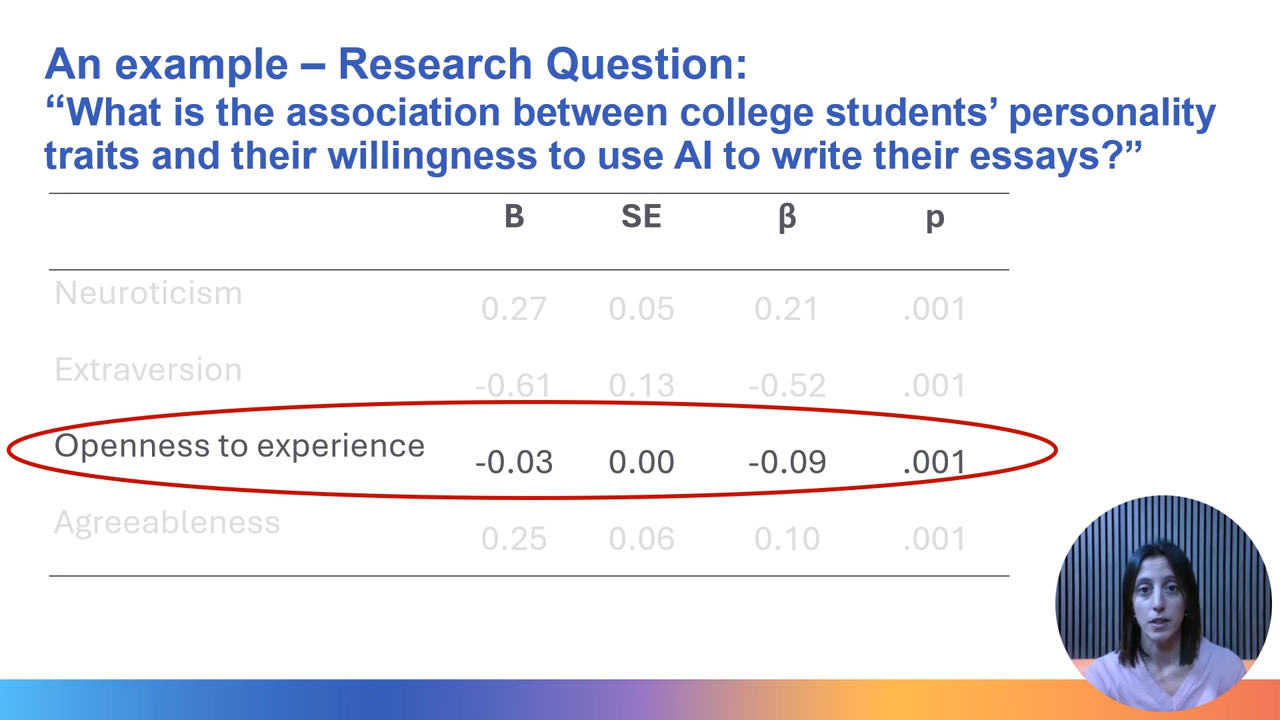 An example – Research Question:
“What is the association between college students’ personality
traits and their willingness to use AI to write their essays?”
B SE β p
Neuroticism 0.27 0.05 0.21 .001
Extraversion -0.61 0.13 -0.52 .001
Openness to experience -0.03 0.00 -0.09 .001
Agreeableness 0.25 0.06 0.10 .001